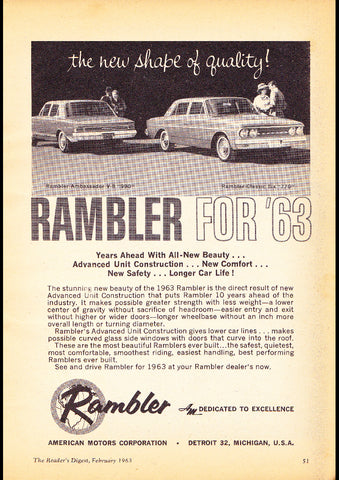 the new shape of quality!
Rambler Ambassador V-8 "990"
Rambler Classic Six "770"
RAMBLER FOR '63
Years Ahead With All-New Beauty . . .
Advanced Unit Construction . . . New Comfort . . .
New Safety . . . Longer Car Life!
The stunning new beauty of the 1963 Rambler is the direct result of new
Advanced Unit Construction that puts Rambler 10 years ahead of the
industry. It makes possible greater strength with less weight—a lower
center of gravity without sacrifice of headroom—easier entry and exit
without higher or wider doors—longer wheelbase without an inch more
overall length or turning diameter.
Rambler's Advanced Unit Construction gives lower car lines . . . makes
possible curved glass side windows with doors that curve into the roof.
These are the most beautiful Ramblers ever built...the safest, quietest,
most comfortable, smoothest riding, easiest handling, best performing
Ramblers ever built.
See and drive Rambler for 1963 at your Rambler dealer's now.
Rambler AM DEDICATED TO EXCELLENCE
AMERICAN MOTORS CORPORATION • DETROIT 32, MICHIGAN, U.S.A.
The Reader's Digest, February 1963 51